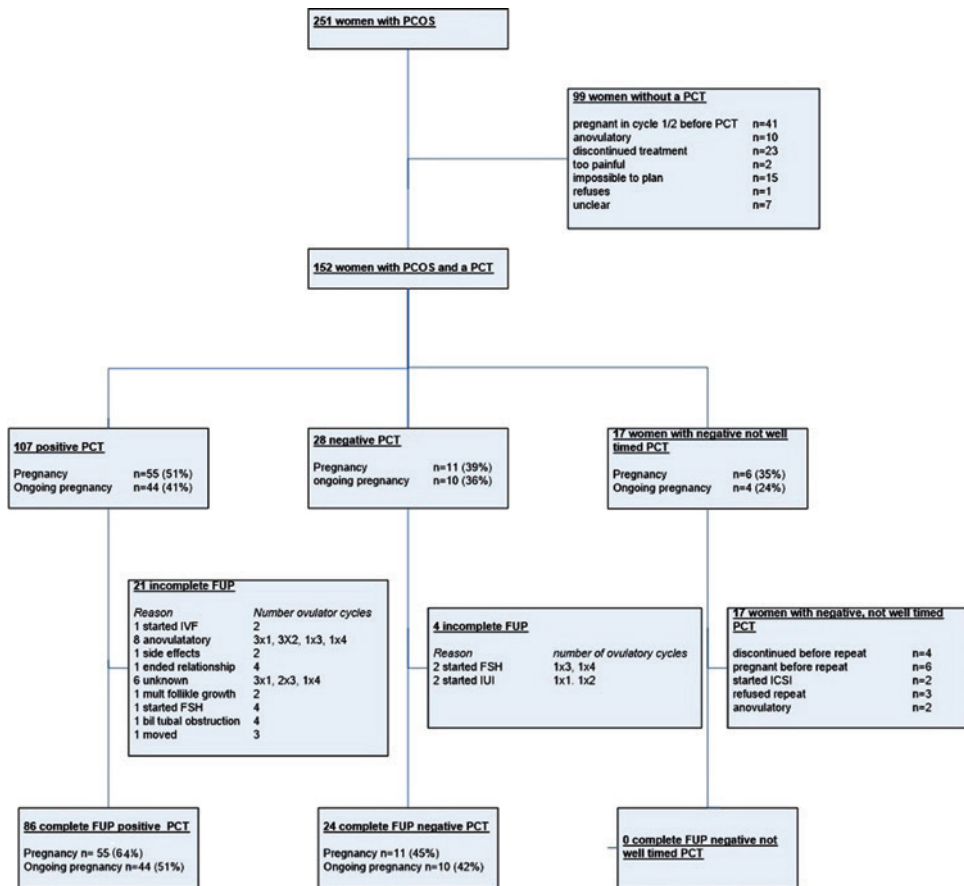 251 women with PCOS
99 women without a PCT
pregnant in cycle 1/2 before PCT n=41
anovulatory n=10
discontinued treatment n=23
too painful n=2
impossible to plan n=15
refuses n=1
unclear n=7
152 women with PCOS and a PCT
107 positive PCT
Pregnancy n=55 (51%)
Ongoing pregnancy n=44 (41%)
28 negative PCT
Pregnancy n=11 (39%)
ongoing pregnancy n=10 (36%)
17 women with negative not well
timed PCT
Pregnancy n=6 (35%)
Ongoing pregnancy n=4 (24%)
21 incomplete FUP
Reason Number ovulator cycles
1 started IVF 2
8 anovulatatory 3x1, 3X2, 1x3, 1x4
1 side effects 2
1 ended relationship 4
6 unknown 3x1, 2x3, 1x4
1 mult follikle growth 2
1 started FSH 4
1 bil tubal obstruction 4
1 moved 3
4 incomplete FUP
Reason number of ovulatory cycles
2 started FSH 1x3, 1x4
2 started IUI 1x1. 1x2
17 women with negative, not well timed
PCT
discontinued before repeat n=4
pregnant before repeat n=6
started ICSI n=2
refused repeat n=3
anovulatory n=2
86 complete FUP positive PCT
Pregnancy n= 55 (64%)
Ongoing pregnancy n=44 (51%)
24 complete FUP negative PCT
Pregnancy n=11 (45%)
Ongoing pregnancy n=10 (42%)
0 complete FUP negative not
well timed PCT